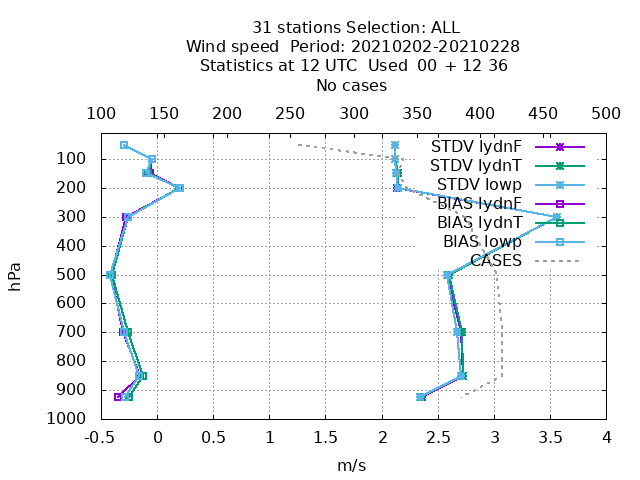 31 stations Selection: ALL
Wind speed  Period: 20210202-20210228
Statistics at 12 UTC  Used  00 + 12 36
No cases
100 150 200 250 300 350 400 450 500
STDV lydnF
STDV lydnT
STDV lowp
BIAS lydnF
BIAS lydnT
BIAS lowp
CASES
100
200
300
400
500
600
700
800
900
1000
hPa
-0.5 0 0.5 1 1.5 2 2.5 3 3.5 4
m/s